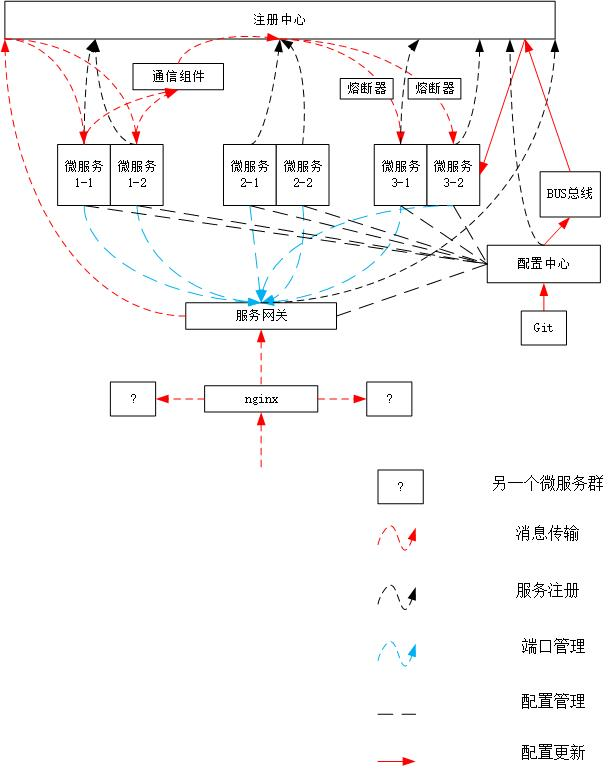 注册中心
通信组件
熔断器
熔断器
微服务
1-1
微服务
1-2
微服务
2-1
微服务
2-2
微服务
3-1
微服务
3-2
BUS总线
配置中心
服务网关
Git
?
nginx
?
?
另一个微服务群
消息传输
服务注册
端口管理
配置管理
配置更新